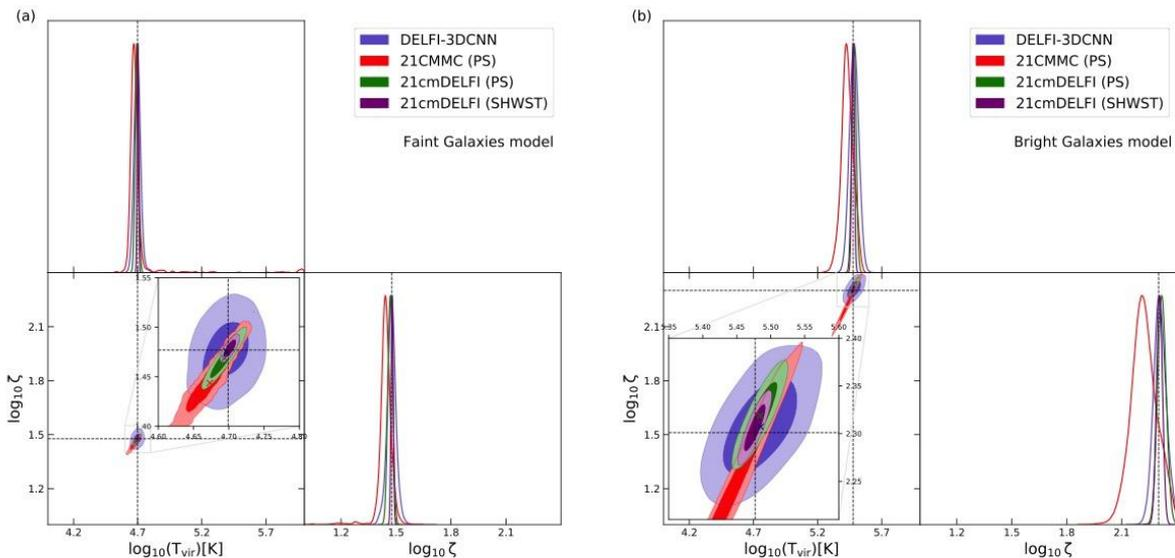 (a)
DELFI-3DCNN
21CMMC (PS)
21cmDELFI (PS)
21cmDELFI (SHWST)
Faint Galaxies model
1.55
1.50
1.45
1.40
4.60 4.65 4.70 4.75 4.80
2.1
1.8
1.5
1.2
log₁₀ ζ
4.2 4.7 5.2 5.7
log₁₀(Tvir)[K]
1.2 1.5 1.8 2.1
log₁₀ ζ
(b)
DELFI-3DCNN
21CMMC (PS)
21cmDELFI (PS)
21cmDELFI (SHWST)
Bright Galaxies model
5.35 5.40 5.45 5.50 5.55 5.60
2.40
2.35
2.30
2.25
2.1
1.8
1.5
1.2
log₁₀ ζ
4.2 4.7 5.2 5.7
log₁₀(Tvir)[K]
1.2 1.5 1.8 2.1
log₁₀ ζ